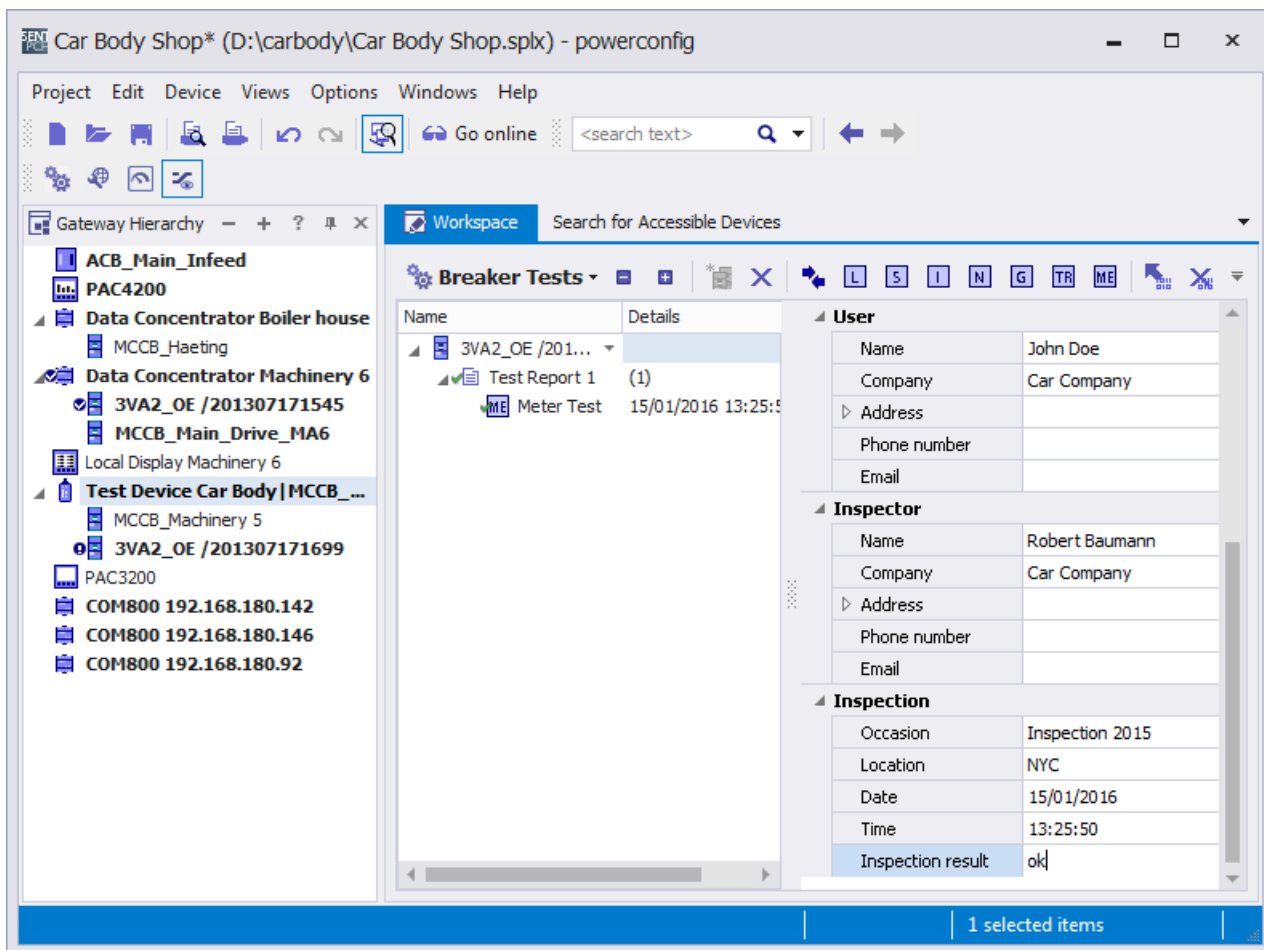 SENT
PCF
Car Body Shop* (D:\carbody\Car Body Shop.splx) - powerconfig
Project Edit Device Views Options Windows Help
Go online <search text>
Gateway Hierarchy
ACB_Main_Infeed
PAC4200
Data Concentrator Boiler house
MCCB_Haeting
Data Concentrator Machinery 6
3VA2_OE /201307171545
MCCB_Main_Drive_MA6
Local Display Machinery 6
Test Device Car Body|MCCB_...
MCCB_Machinery 5
3VA2_OE /201307171699
PAC3200
COM800 192.168.180.142
COM800 192.168.180.146
COM800 192.168.180.92
Workspace Search for Accessible Devices
Breaker Tests L S I N G TR ME
Name Details
3VA2_OE /201...
Test Report 1 (1)
ME Meter Test 15/01/2016 13:25:5
User
Name John Doe
Company Car Company
Address
Phone number
Email
Inspector
Name Robert Baumann
Company Car Company
Address
Phone number
Email
Inspection
Occasion Inspection 2015
Location NYC
Date 15/01/2016
Time 13:25:50
Inspection result ok
1 selected items